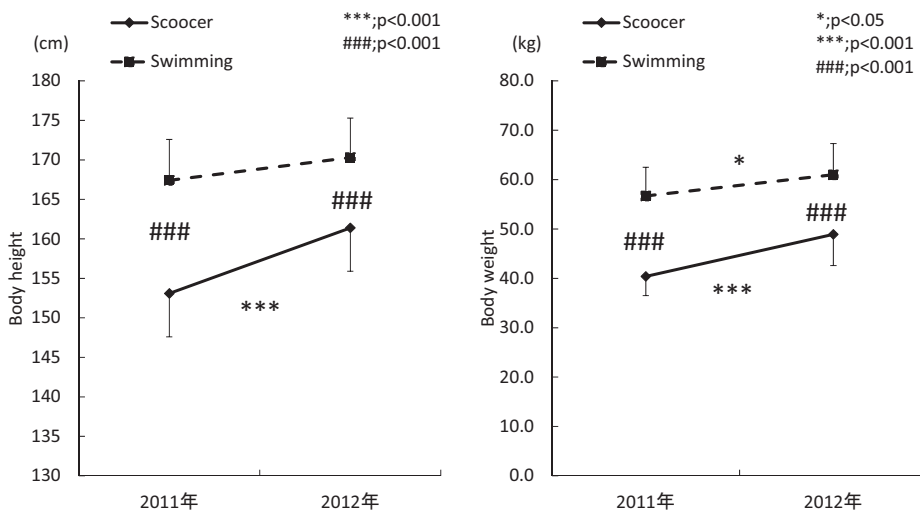 Scoocer
Swimming
***;p<0.001
###;p<0.001
(cm)
Body height
180
175
170
165
160
155
150
145
140
135
130
###
###
***
2011年
2012年
Scoocer
Swimming
*;p<0.05
***;p<0.001
###;p<0.001
(kg)
Body weight
80.0
70.0
60.0
50.0
40.0
30.0
20.0
10.0
0.0
*
###
###
***
2011年
2012年